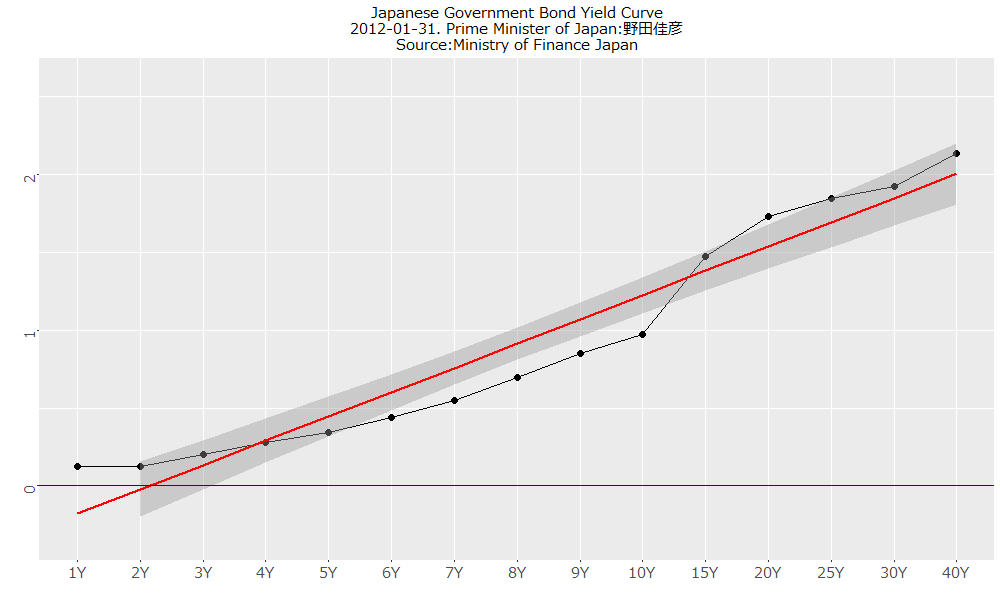 Japanese Government Bond Yield Curve
2012-01-31. Prime Minister of Japan:野田佳彦
Source:Ministry of Finance Japan
2
1
0
1Y 2Y 3Y 4Y 5Y 6Y 7Y 8Y 9Y 10Y 15Y 20Y 25Y 30Y 40Y